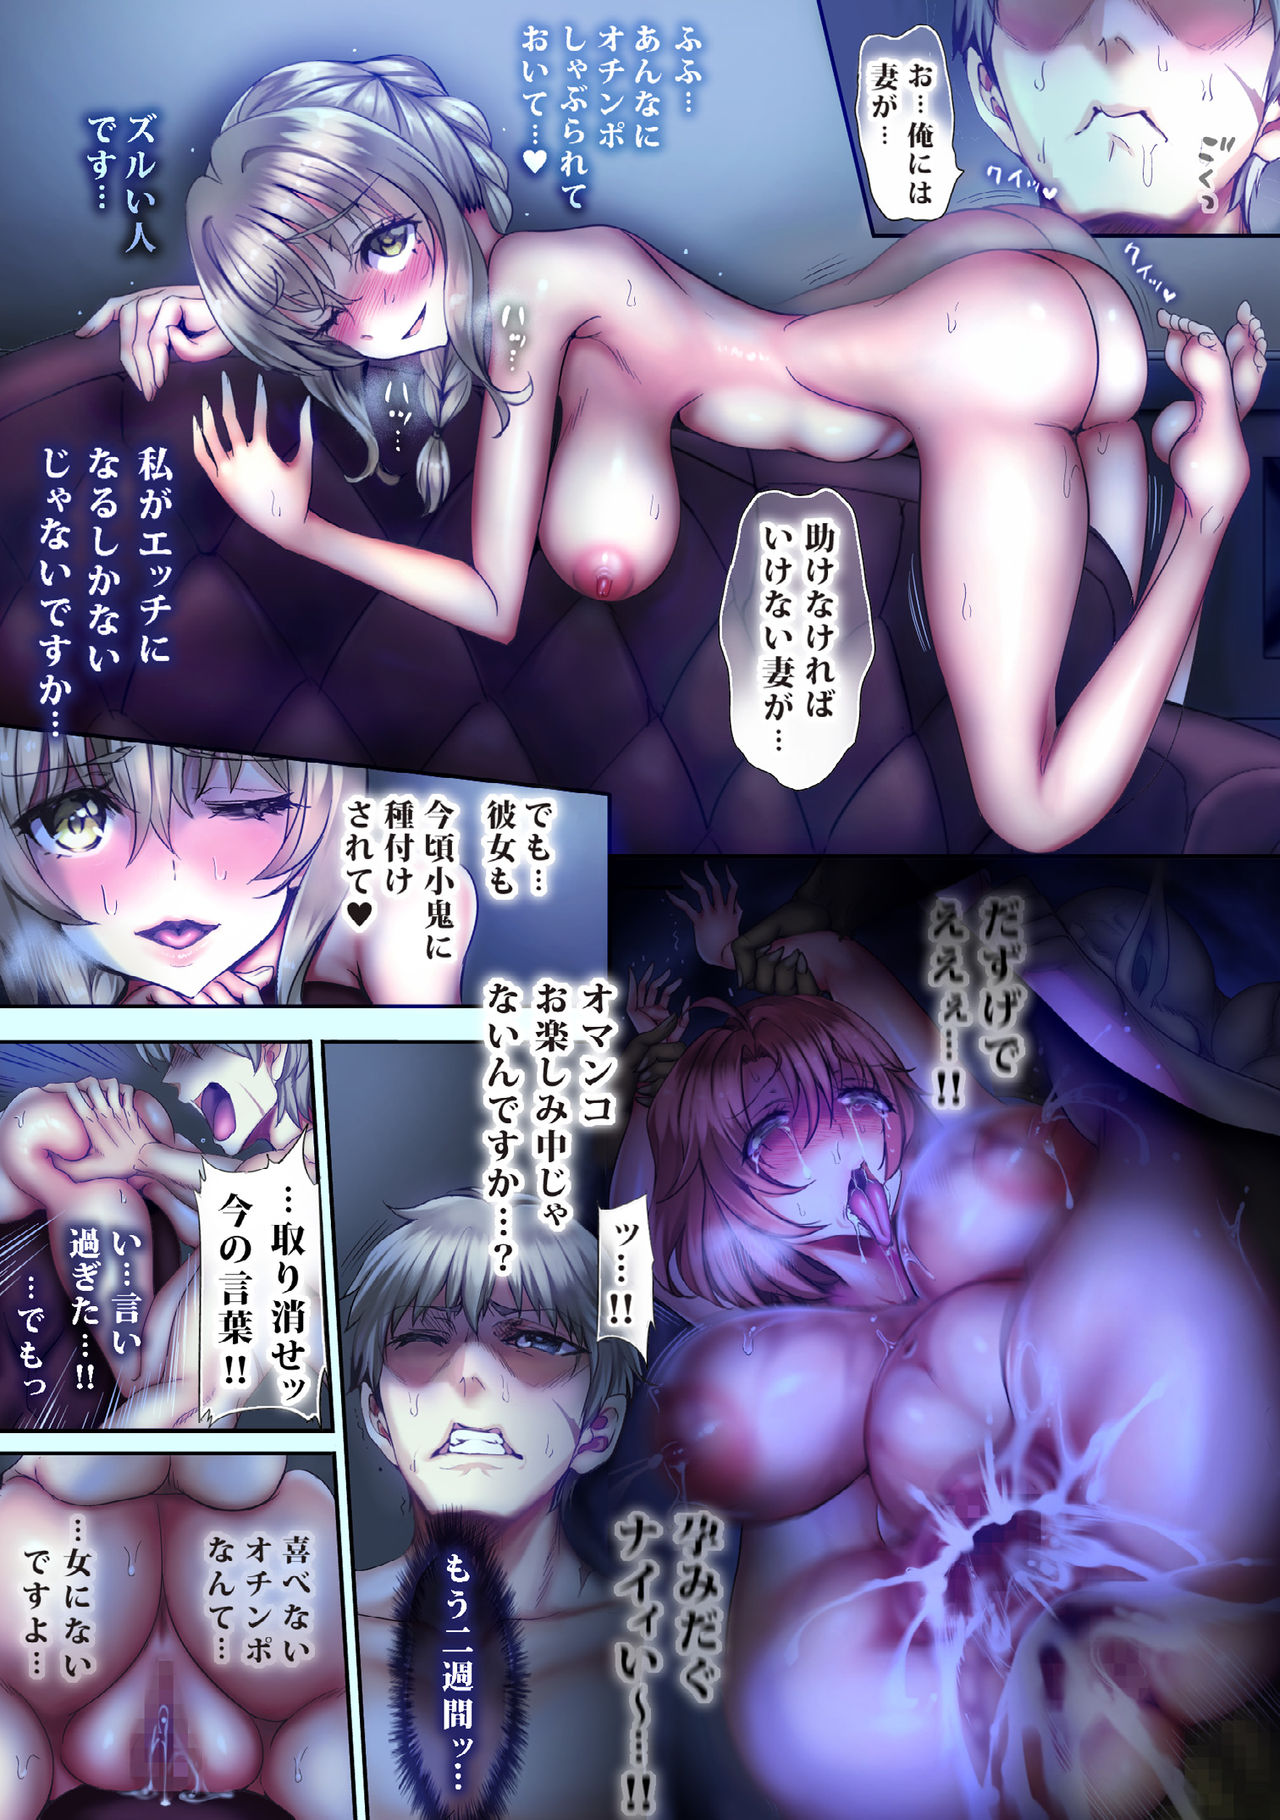 お…俺には
妻が…
ごくっ
クイッ♥
クイッ♥
ふふ…
あんなに
オチンポ
しゃぶられて
おいて…♥
ズルい人
です…
ハッ…
ハッ…
助けなければ
いけない妻が…
私がエッチに
なるしかない
じゃないですか…
でも…
彼女も
今頃小鬼に
種付け
されて♥
オマンコ
お楽しみ中じゃ
ないんですか…?
だずげで
えええぇ…!!
ッ…!!
孕みだぐ
ナイィい～…!!
もう二週間ッ…
…取り消せッ
今の言葉!!
い…言い
過ぎた…!!
…でもっ
喜べない
オチンポ
なんて…
…女にない
ですよ…